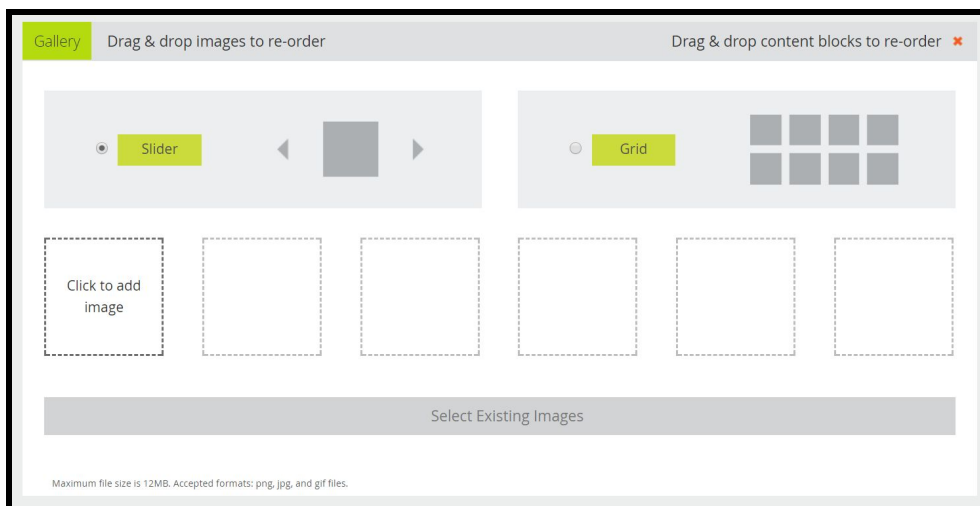 Gallery Drag & drop images to re-order Drag & drop content blocks to re-order
Slider Grid
Click to add
image
Select Existing Images
Maximum file size is 12MB. Accepted formats: png, jpg, and gif files.